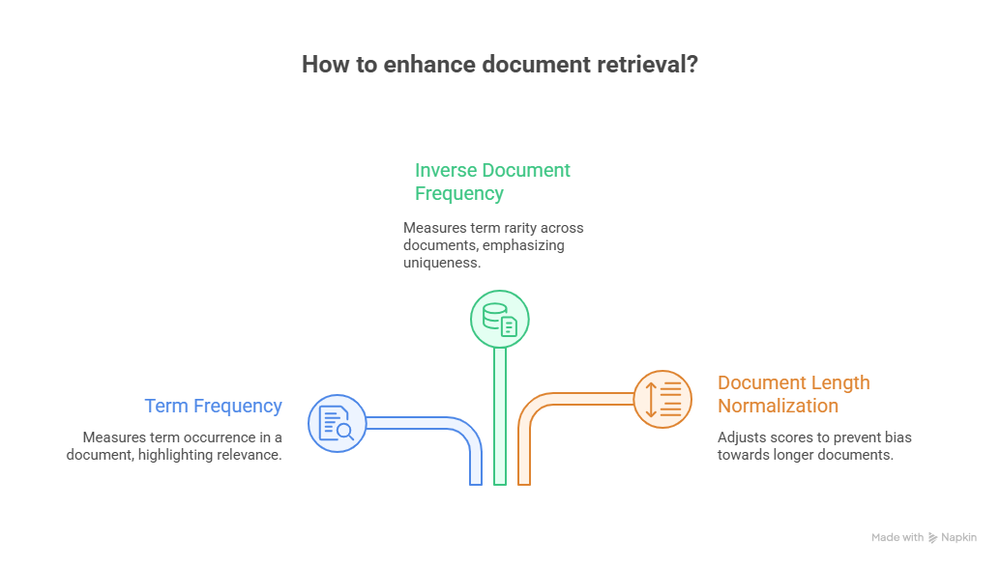 How to enhance document retrieval?
Inverse Document
Frequency
Measures term rarity across
documents, emphasizing
uniqueness.
Term Frequency
Measures term occurrence in a
document, highlighting relevance.
Document Length
Normalization
Adjusts scores to prevent bias
towards longer documents.
Made with Napkin